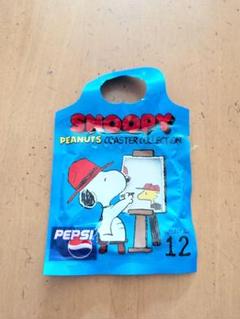 SNOOPY
PEANUTS COASTER COLLECTION
PEPSI
12